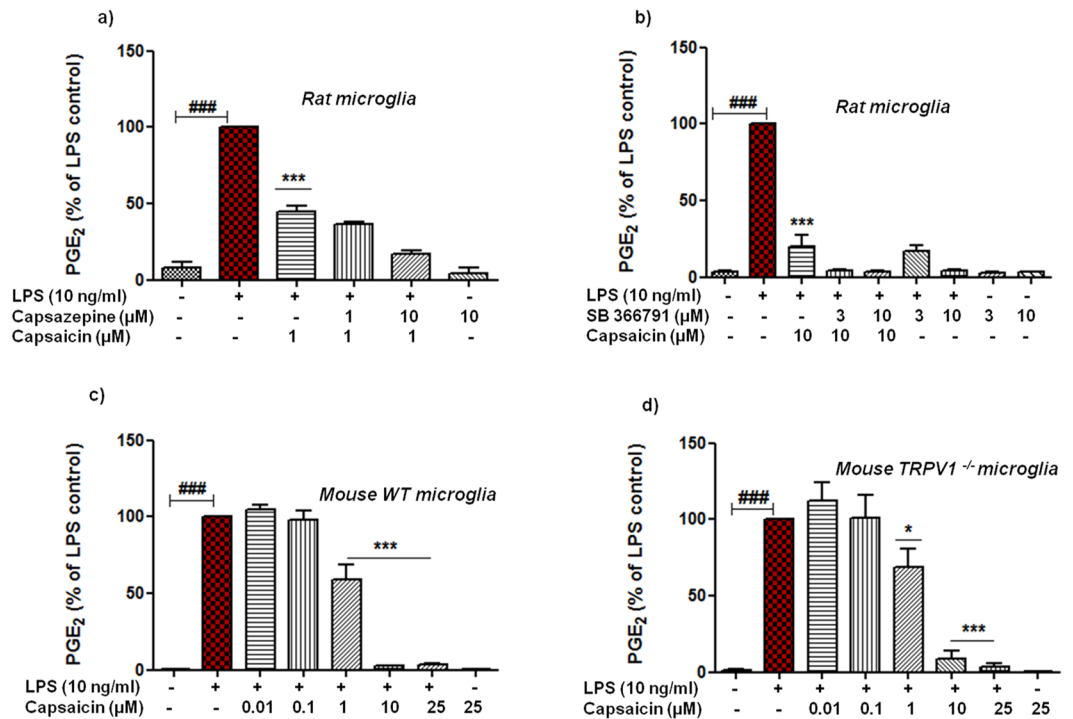 a)
PGE2 (% of LPS control)
150
100
50
0
###
***
Rat microglia
LPS (10 ng/ml) - + + + + -
Capsazepine (µM) - - - 1 10 10
Capsaicin (µM) - - 1 1 1 -
b)
PGE2 (% of LPS control)
150
100
50
0
###
***
Rat microglia
LPS (10 ng/ml) - + + + + + + - -
SB 366791 (µM) - - - 3 10 3 10 3 10
Capsaicin (µM) - - 10 10 10 - - - -
c)
PGE2 (% of LPS control)
150
100
50
0
###
***
Mouse WT microglia
LPS (10 ng/ml) - + + + + + + -
Capsaicin (µM) - - 0.01 0.1 1 10 25 25
d)
PGE2 (% of LPS control)
150
100
50
0
###
*
***
Mouse TRPV1 -/- microglia
LPS (10 ng/ml) - + + + + + + -
Capsaicin (µM) - - 0.01 0.1 1 10 25 25